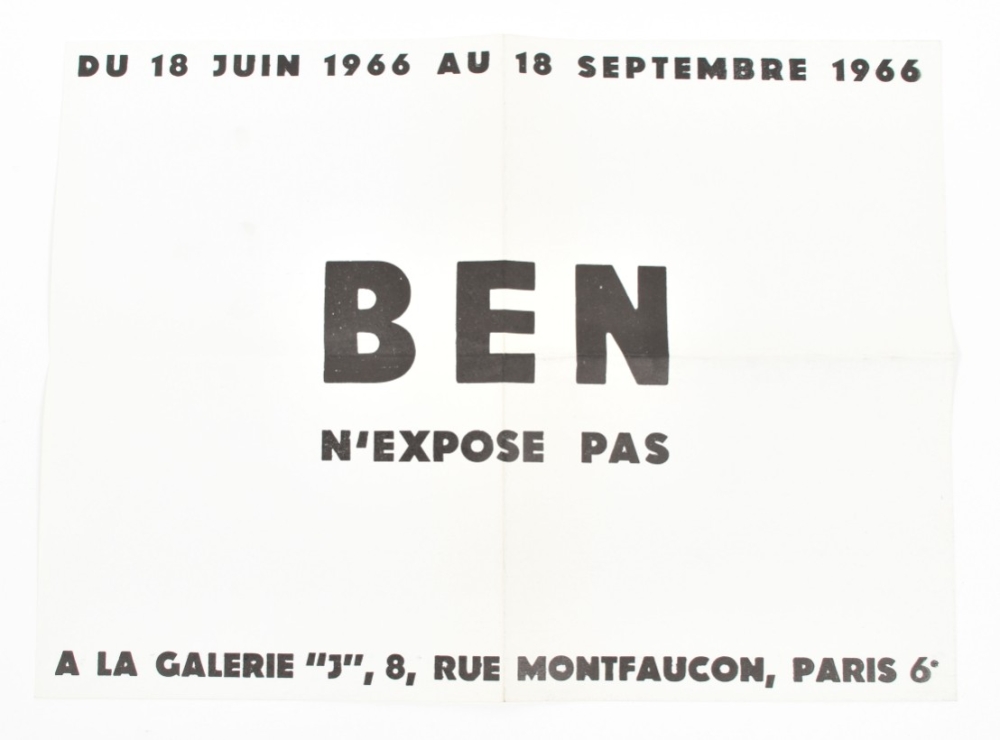 DU 18 JUIN 1966 AU 18 SEPTEMBRE 1966
BEN
N'EXPOSE PAS
A LA GALERIE "J", 8, RUE MONTFAUCON, PARIS 6e